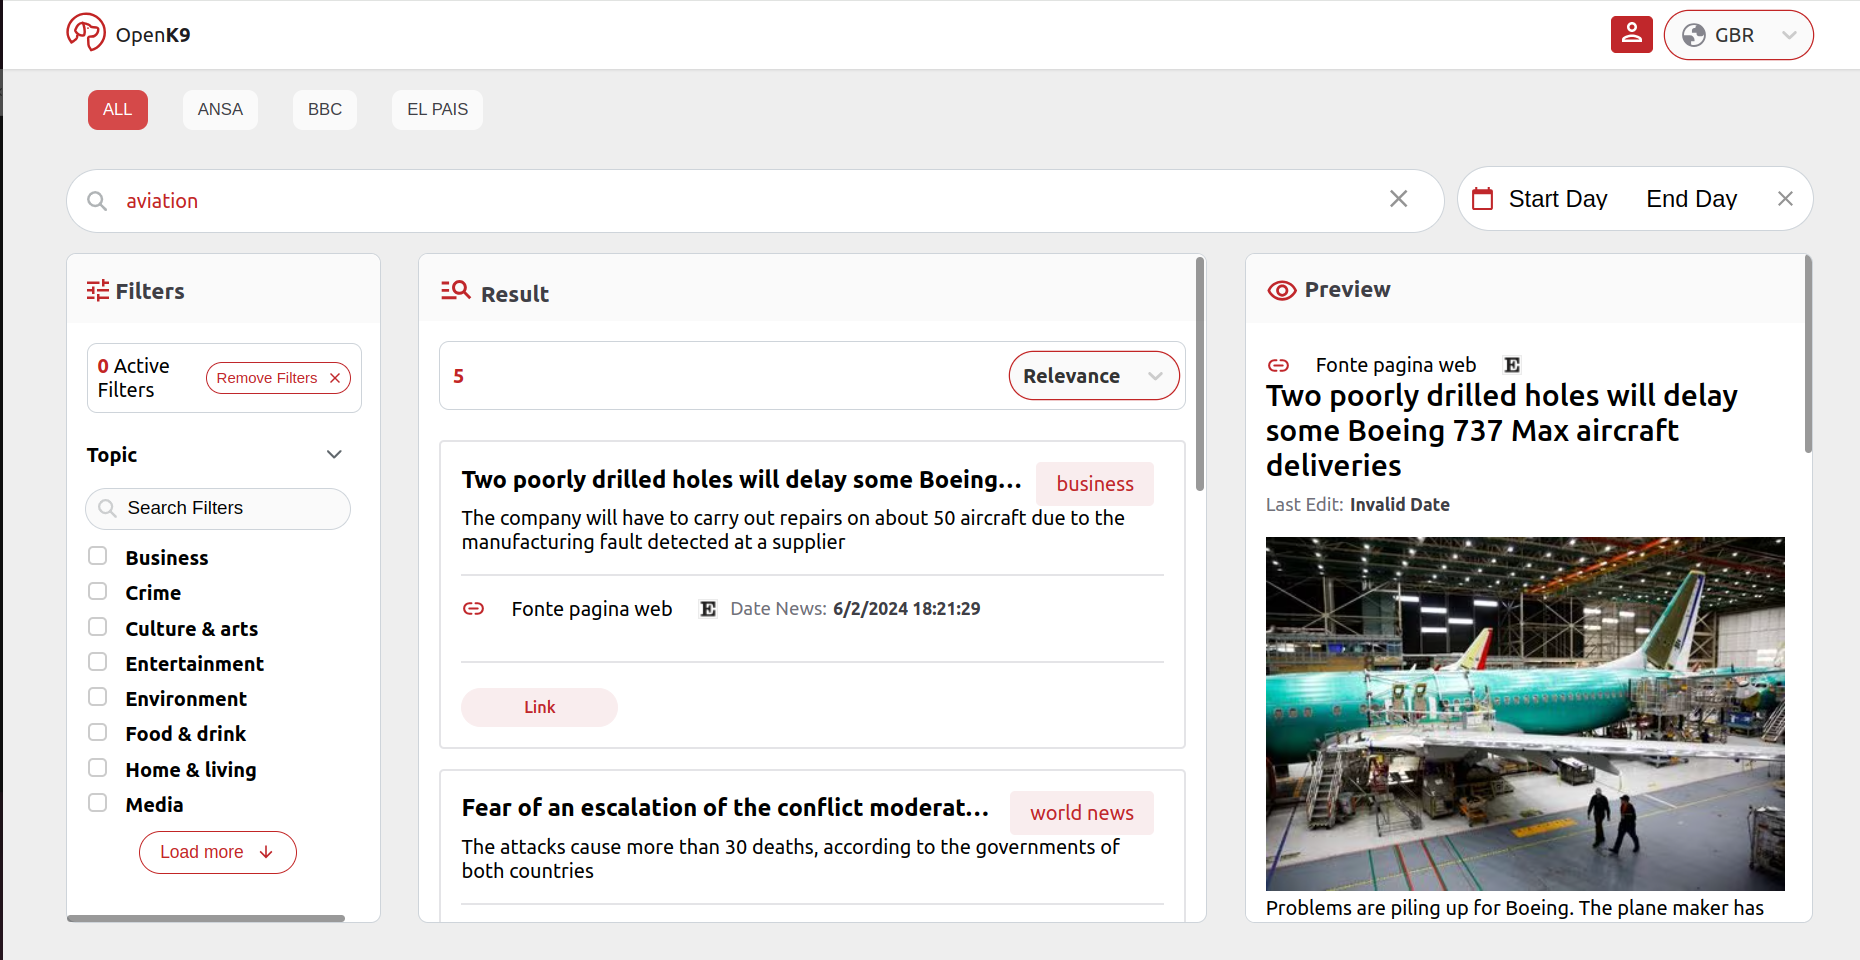 OpenK9
GBR
ALL
ANSA
BBC
EL PAIS
aviation
Start Day
End Day
Filters
0 Active
Filters
Remove Filters
Topic
Search Filters
Business
Crime
Culture & arts
Entertainment
Environment
Food & drink
Home & living
Media
Load more
Result
5
Relevance
Two poorly drilled holes will delay some Boeing...
business
The company will have to carry out repairs on about 50 aircraft due to the
manufacturing fault detected at a supplier
Fonte pagina web
E
Date News: 6/2/2024 18:21:29
Link
Fear of an escalation of the conflict moderat...
world news
The attacks cause more than 30 deaths, according to the governments of
both countries
Preview
Fonte pagina web
E
Two poorly drilled holes will delay
some Boeing 737 Max aircraft
deliveries
Last Edit: Invalid Date
Problems are piling up for Boeing. The plane maker has